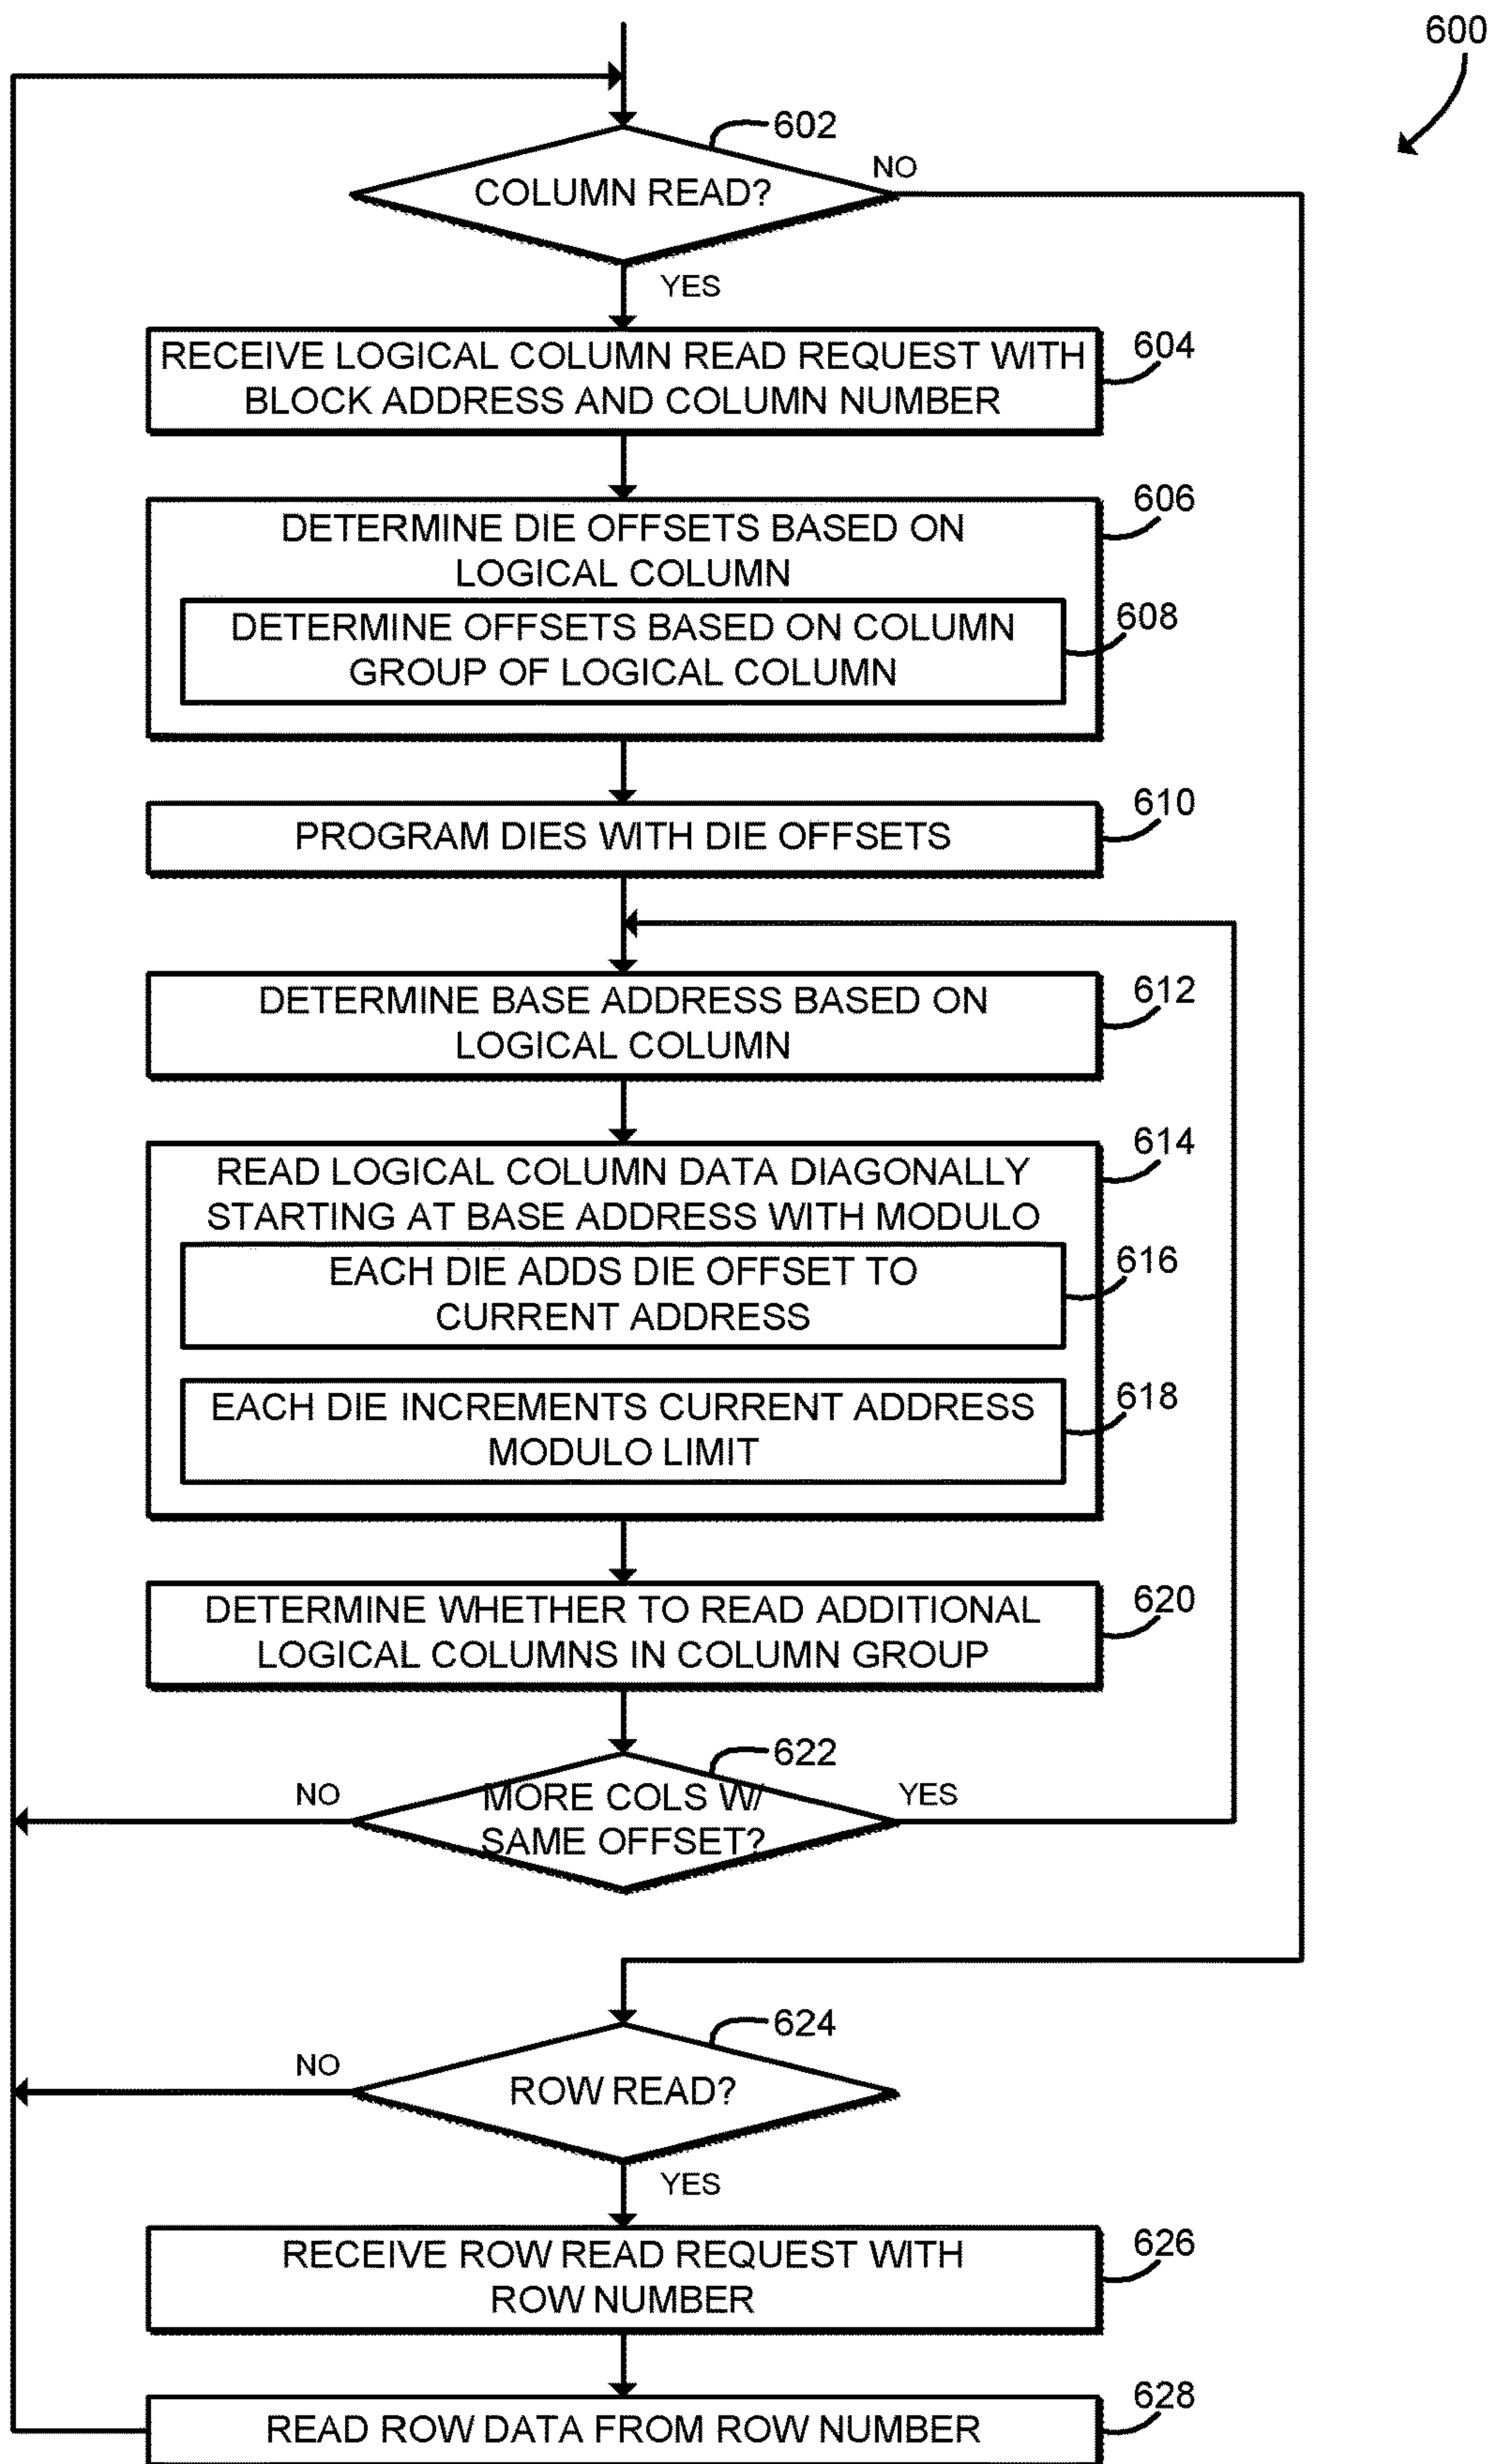 600
602
COLUMN READ?
NO
YES
RECEIVE LOGICAL COLUMN READ REQUEST WITH
BLOCK ADDRESS AND COLUMN NUMBER
604
DETERMINE DIE OFFSETS BASED ON
LOGICAL COLUMN
606
DETERMINE OFFSETS BASED ON COLUMN
GROUP OF LOGICAL COLUMN
608
PROGRAM DIES WITH DIE OFFSETS
610
DETERMINE BASE ADDRESS BASED ON
LOGICAL COLUMN
612
READ LOGICAL COLUMN DATA DIAGONALLY
STARTING AT BASE ADDRESS WITH MODULO
614
EACH DIE ADDS DIE OFFSET TO
CURRENT ADDRESS
616
EACH DIE INCREMENTS CURRENT ADDRESS
MODULO LIMIT
618
DETERMINE WHETHER TO READ ADDITIONAL
LOGICAL COLUMNS IN COLUMN GROUP
620
622
NO
MORE COLS W/
SAME OFFSET?
YES
624
NO
ROW READ?
YES
RECEIVE ROW READ REQUEST WITH
ROW NUMBER
626
READ ROW DATA FROM ROW NUMBER
628